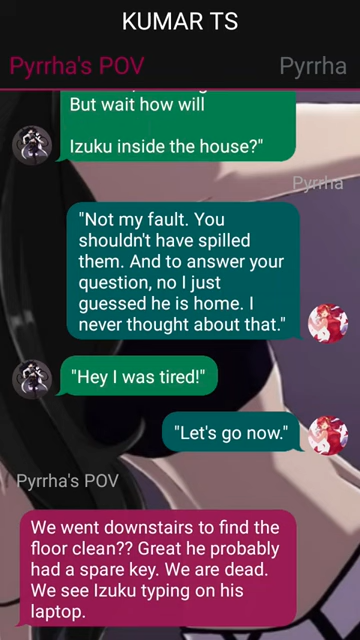 KUMAR TS
Pyrrha's POV
Pyrrha
But wait how will
Izuku inside the house?"
Pyrrha
"Not my fault. You
shouldn't have spilled
them. And to answer your
question, no I just
guessed he is home. I
never thought about that."
"Hey I was tired!"
"Let's go now."
Pyrrha's POV
We went downstairs to find the
floor clean?? Great he probably
had a spare key. We are dead.
We see Izuku typing on his
laptop.